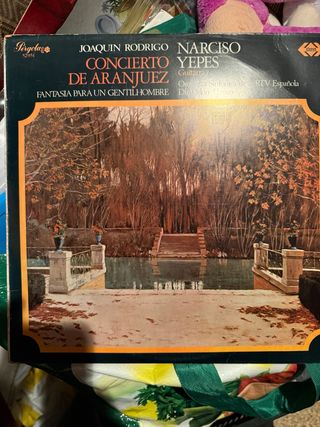 Pergola
JOAQUIN RODRIGO
CONCIERTO
DE ARANJUEZ
FANTASIA PARA UN GENTILHOMBRE
NARCISO
YEPES
Guitarra
RTV Española